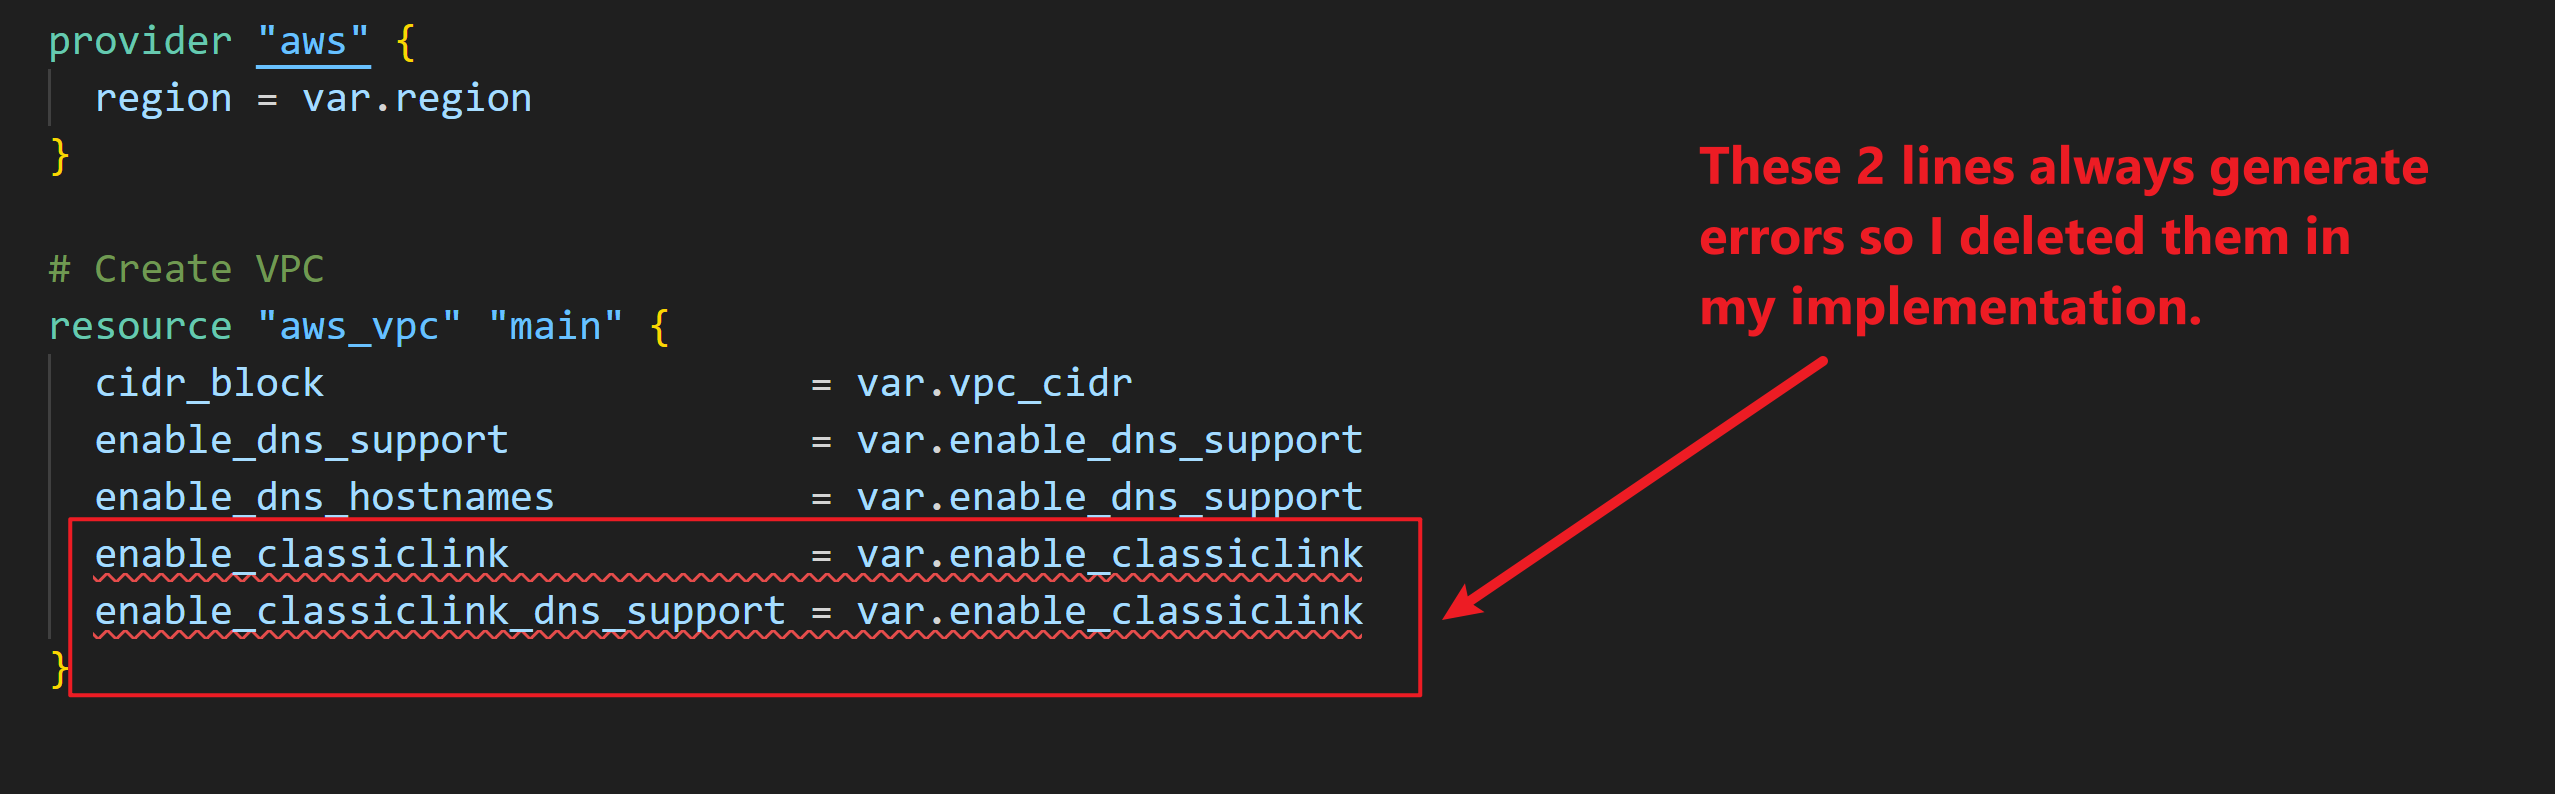 provider "aws" {
region = var.region
}
# Create VPC
resource "aws_vpc" "main" {
cidr_block = var.vpc_cidr
enable_dns_support = var.enable_dns_support
enable_dns_hostnames = var.enable_dns_support
enable_classiclink = var.enable_classiclink
enable_classiclink_dns_support = var.enable_classiclink
}
These 2 lines always generate
errors so I deleted them in
my implementation.